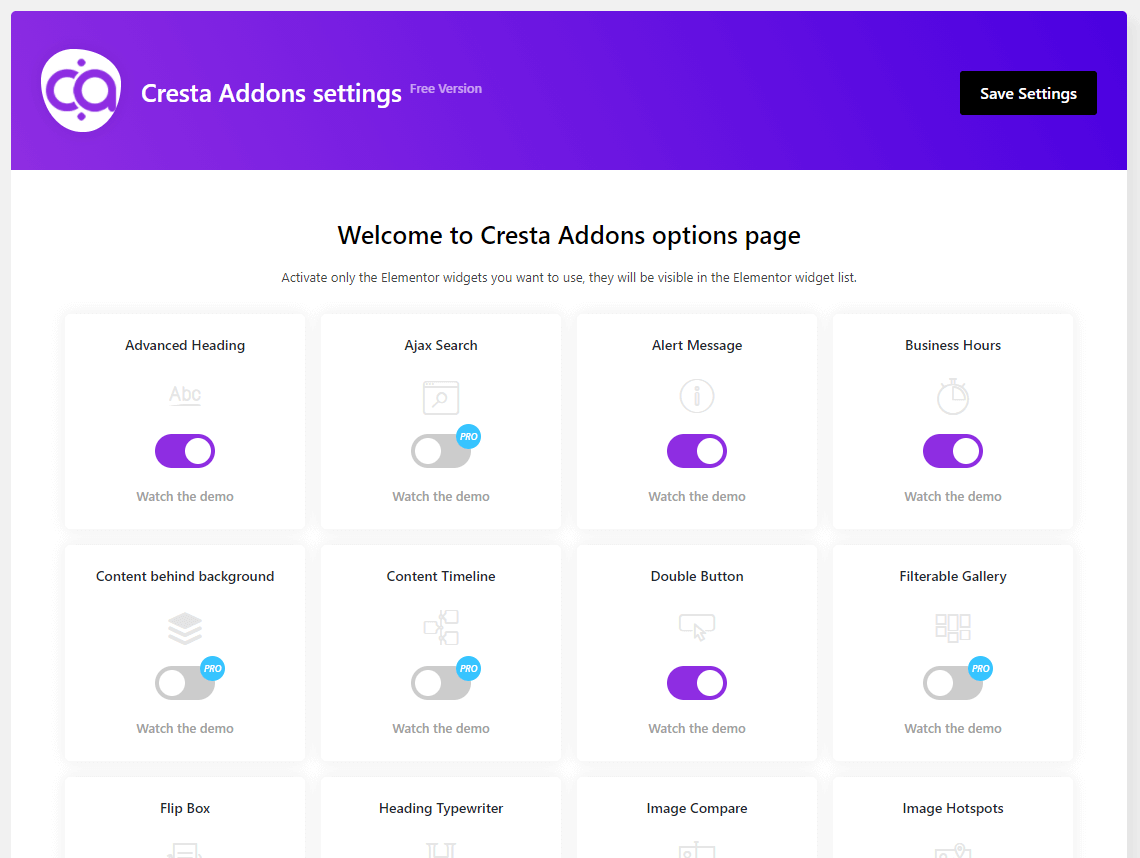 Cresta Addons settings Free Version
Save Settings
Welcome to Cresta Addons options page
Activate only the Elementor widgets you want to use, they will be visible in the Elementor widget list.
Advanced Heading
Abc
Watch the demo
Ajax Search
PRO
Watch the demo
Alert Message
Watch the demo
Business Hours
Watch the demo
Content behind background
PRO
Watch the demo
Content Timeline
PRO
Watch the demo
Double Button
Watch the demo
Filterable Gallery
PRO
Watch the demo
Flip Box
Heading Typewriter
Image Compare
Image Hotspots